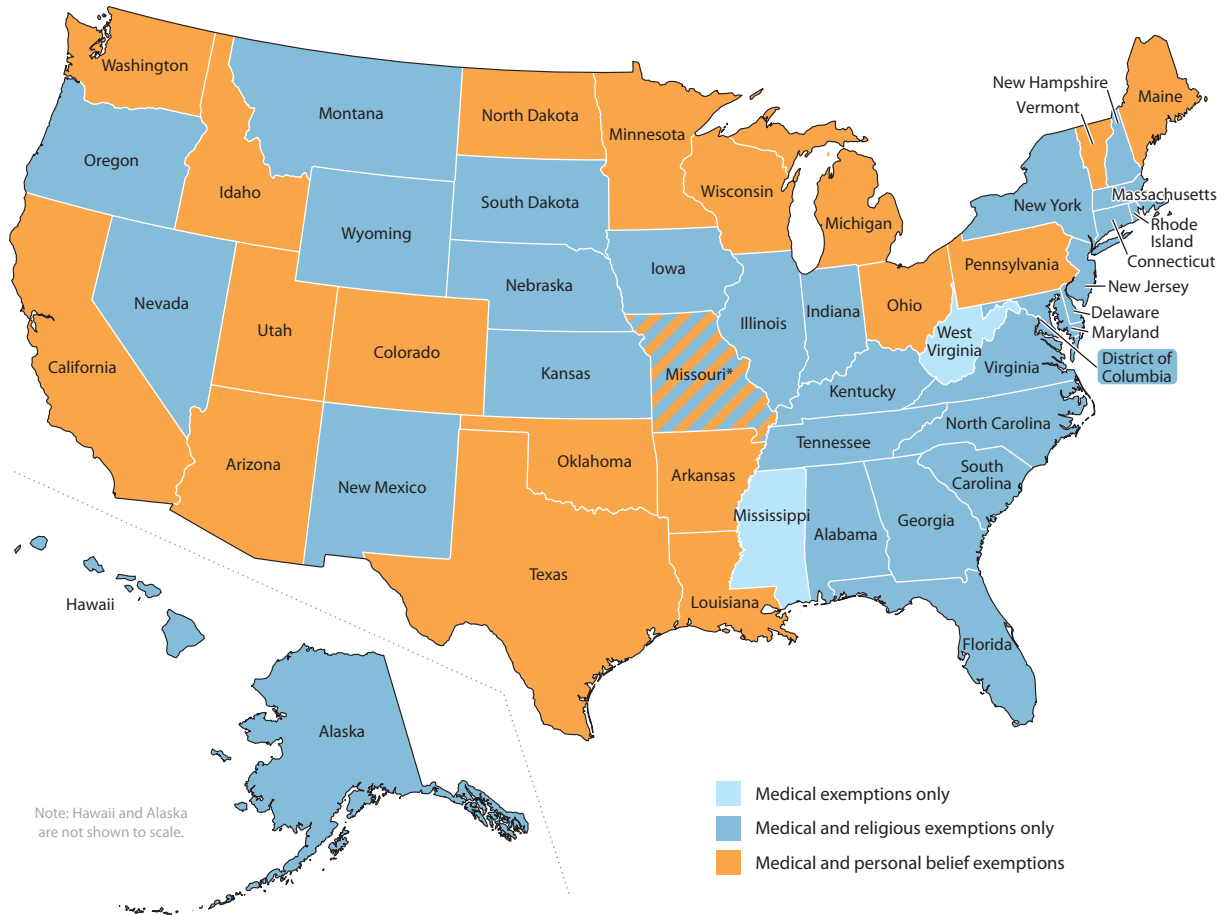 Washington
Oregon
California
Idaho
Nevada
Utah
Arizona
Montana
Wyoming
Colorado
New Mexico
North Dakota
South Dakota
Nebraska
Kansas
Oklahoma
Texas
Minnesota
Iowa
Missouri*
Arkansas
Louisiana
Wisconsin
Illinois
Mississippi
Michigan
Indiana
Ohio
Kentucky
Tennessee
Alabama
Georgia
Florida
South
Carolina
North Carolina
Virginia
West
Virginia
Pennsylvania
New York
New Hampshire
Vermont
Maine
Massachusetts
Rhode
Island
Connecticut
New Jersey
Delaware
Maryland
District of
Columbia
Hawaii
Alaska
Note: Hawaii and Alaska
are not shown to scale.
Medical exemptions only
Medical and religious exemptions only
Medical and personal belief exemptions